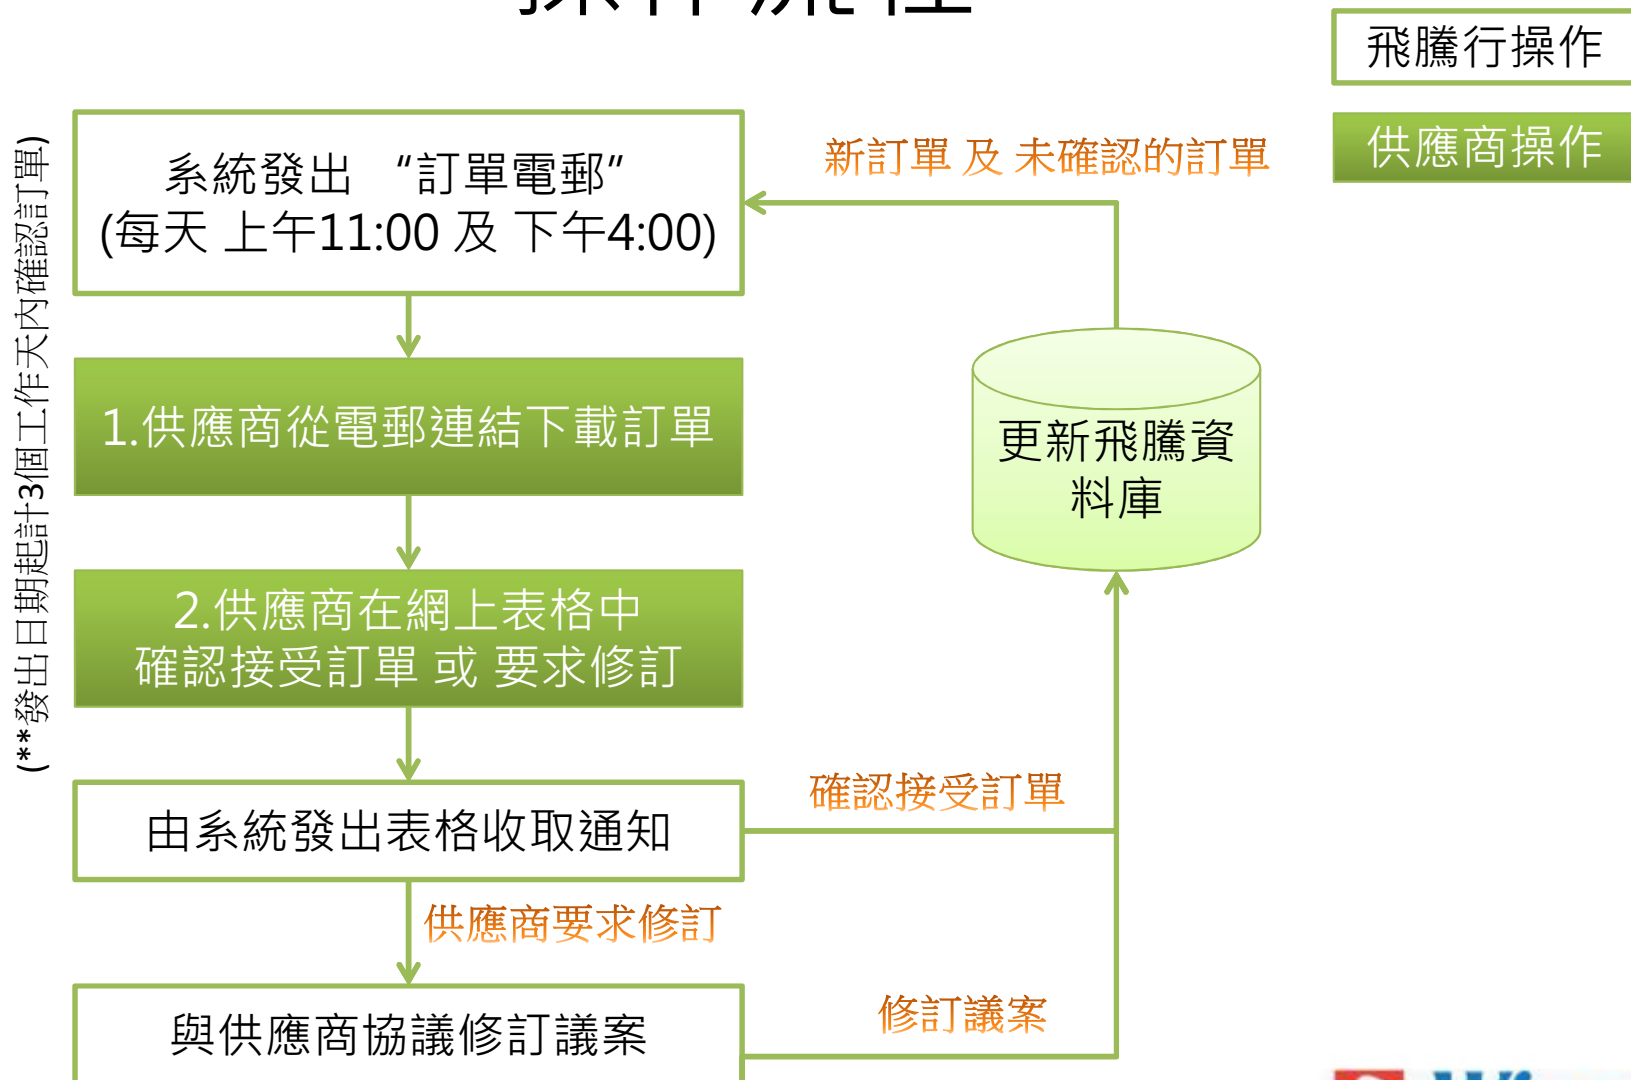 操作流程
飛騰行操作
供應商操作
(**發出日期起計3個工作天內確認訂單)
系統發出 “訂單電郵”
(每天 上午11:00 及 下午4:00)
新訂單 及 未確認的訂單
1.供應商從電郵連結下載訂單
更新飛騰資
料庫
2.供應商在網上表格中
確認接受訂單 或 要求修訂
確認接受訂單
由系統發出表格收取通知
供應商要求修訂
修訂議案
與供應商協議修訂議案